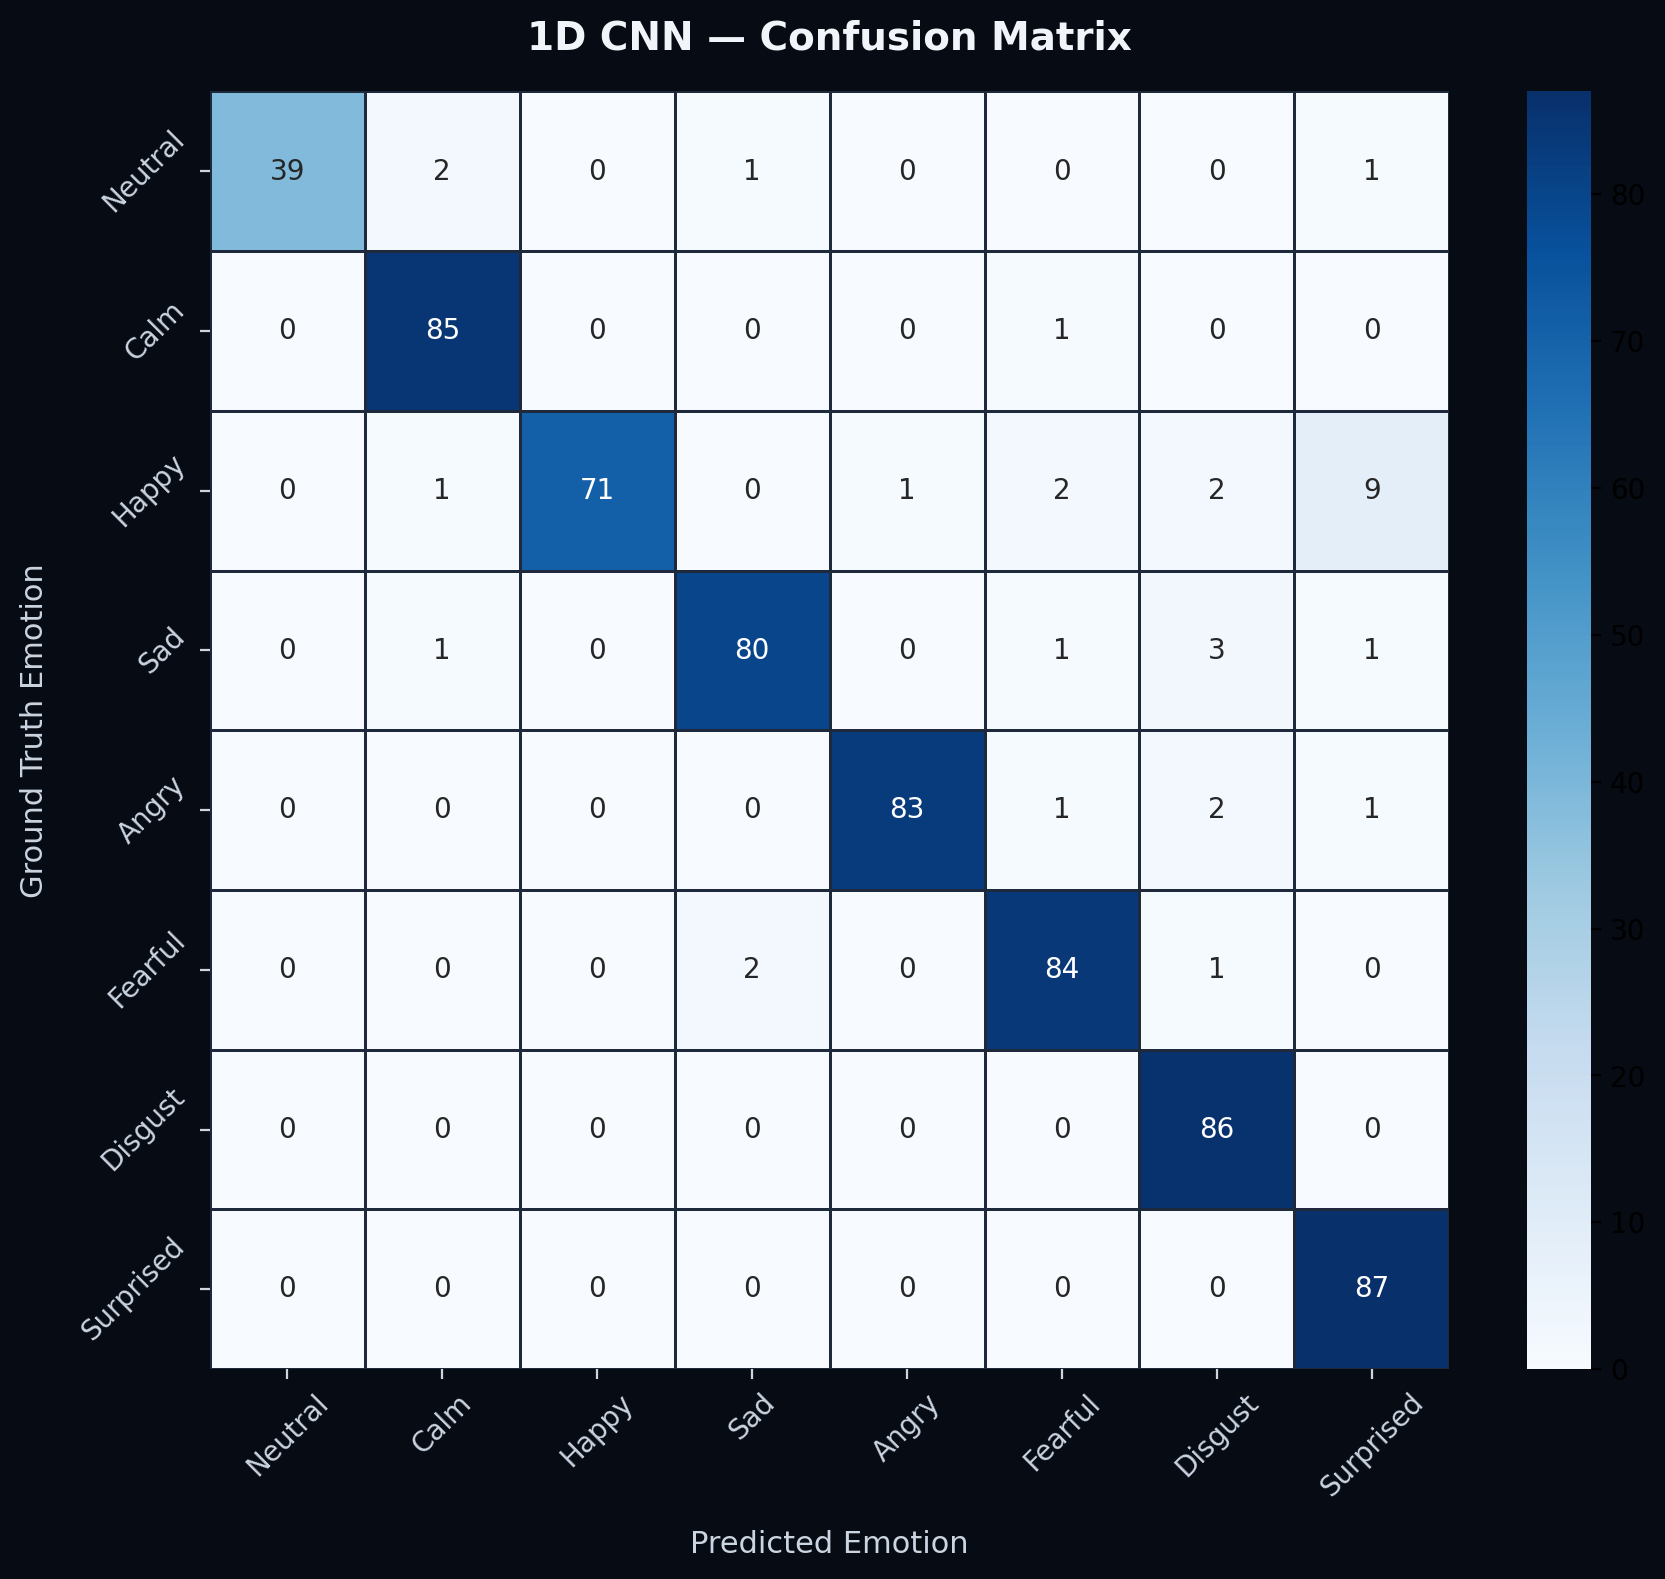 1D CNN — Confusion Matrix
Neutral 39 2 0 1 0 0 0 1
Calm 0 85 0 0 0 1 0 0
Happy 0 1 71 0 1 2 2 9
Sad 0 1 0 80 0 1 3 1
Angry 0 0 0 0 83 1 2 1
Fearful 0 0 0 2 0 84 1 0
Disgust 0 0 0 0 0 0 86 0
Surprised 0 0 0 0 0 0 0 87
Neutral Calm Happy Sad Angry Fearful Disgust Surprised
Predicted Emotion
Ground Truth Emotion
80
70
60
50
40
30
20
10
0